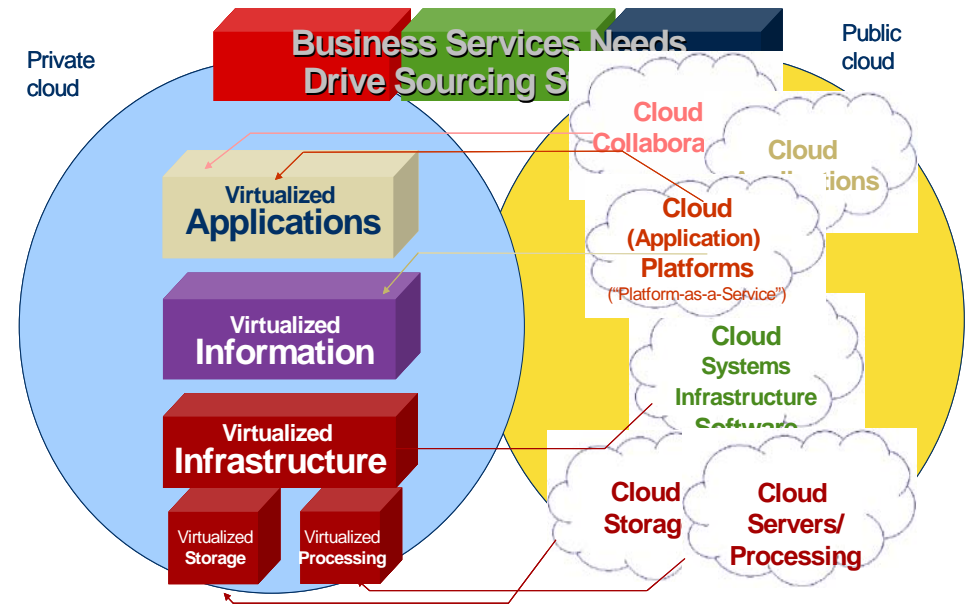 Business Services Needs
Drive Sourcing S
Private
cloud
Public
cloud
Cloud
Collabora
Cloud
Virtualized
Applications
Cloud
(Application)
Platforms
("Platform-as-a-Service")
Virtualized
Information
Cloud
Systems
Infrastructure
Software
Virtualized
Infrastructure
Cloud
Storag
Cloud
Servers/
Processing
Virtualized
Storage
Virtualized
Processing